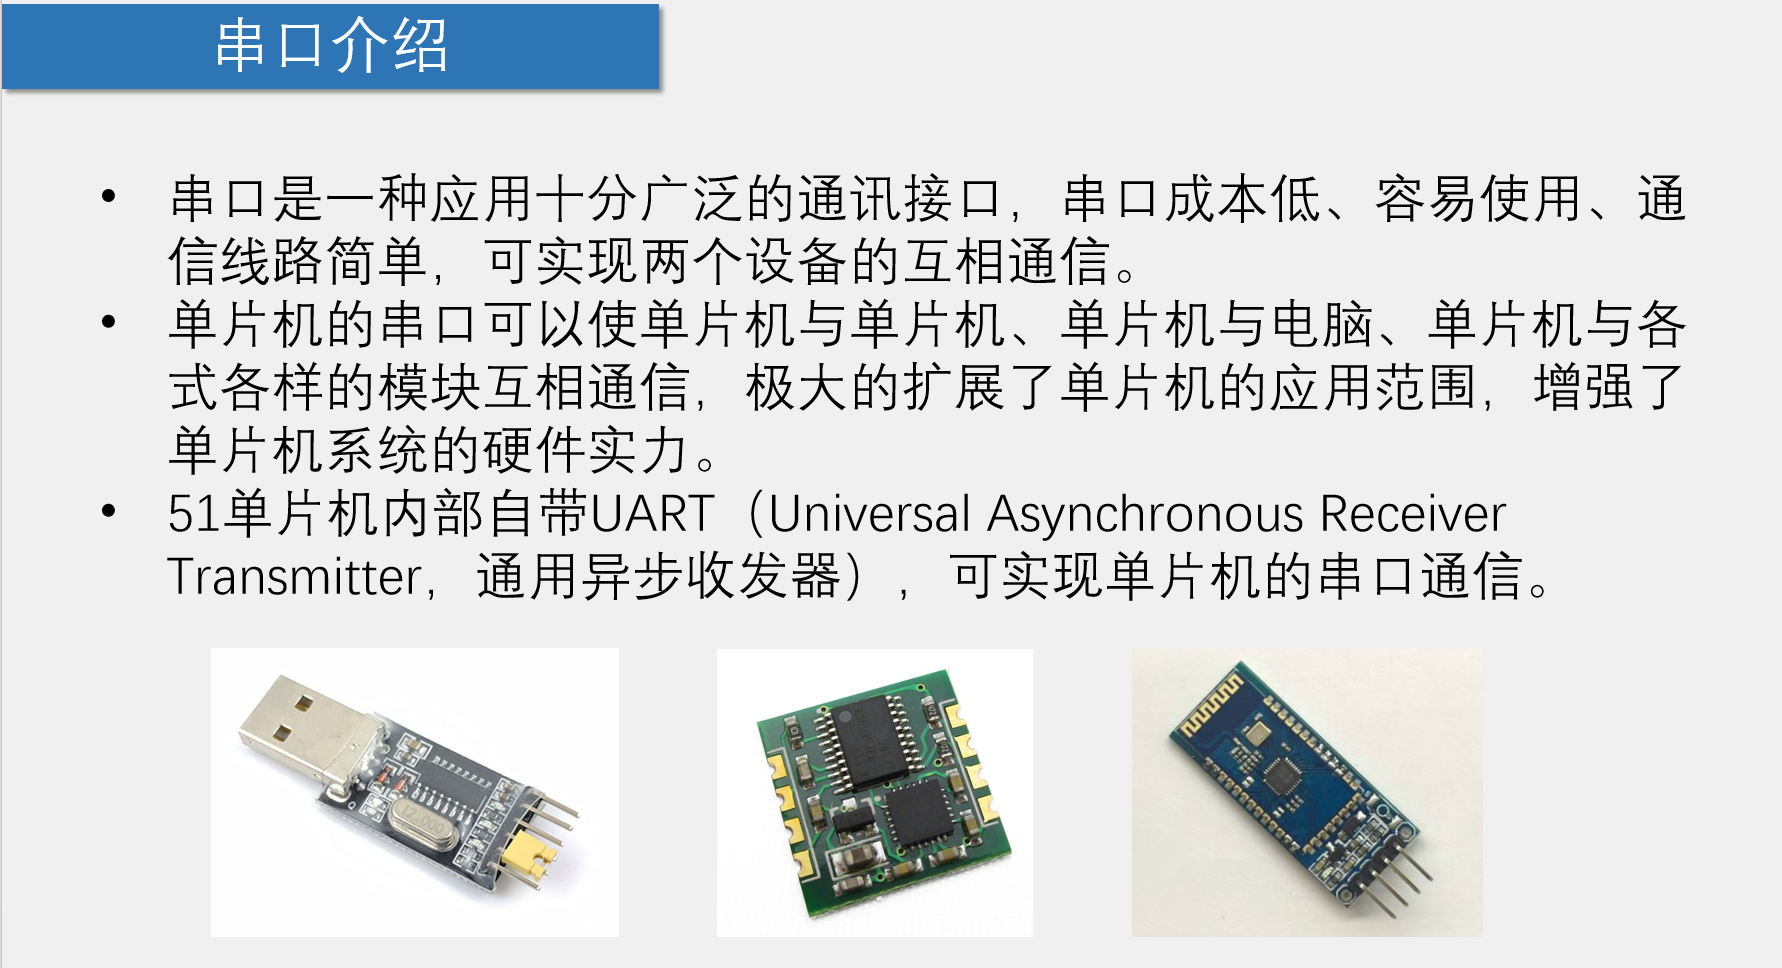 串口介绍
• 串口是一种应用十分广泛的通讯接口，串口成本低、容易使用、通
信线路简单，可实现两个设备的互相通信。
• 单片机的串口可以使单片机与单片机、单片机与电脑、单片机与各
式各样的模块互相通信，极大的扩展了单片机的应用范围，增强了
单片机系统的硬件实力。
• 51单片机内部自带UART（Universal Asynchronous Receiver
Transmitter，通用异步收发器），可实现单片机的串口通信。
12.000